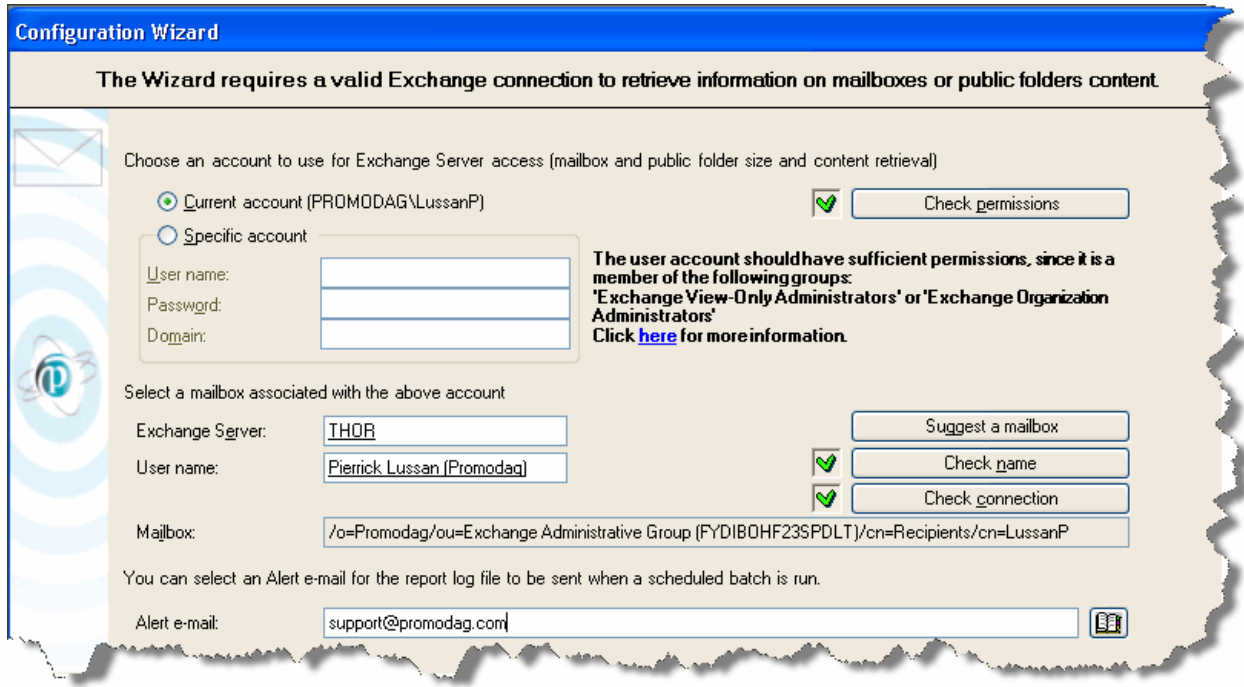 Configuration Wizard
The Wizard requires a valid Exchange connection to retrieve information on mailboxes or public folders content.
Choose an account to use for Exchange Server access (mailbox and public folder size and content retrieval)
Current account (PROMODAG\LussanP)
Check permissions
Specific account
User name:
Password:
Domain:
The user account should have sufficient permissions, since it is a
member of the following groups:
'Exchange View-Only Administrators' or 'Exchange Organization
Administrators'
Click here for more information.
Select a mailbox associated with the above account
Exchange Server:
THOR
Suggest a mailbox
User name:
Pierrick Lussan (Promodag)
Check name
Check connection
Mailbox:
/o=Promodag/ou=Exchange Administrative Group (FYDIBOHF23SPDLT)/cn=Recipients/cn=LussanP
You can select an Alert e-mail for the report log file to be sent when a scheduled batch is run.
Alert e-mail:
support@promodag.com